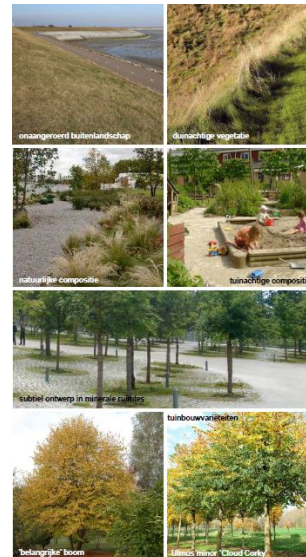 onaangeroerd buitenlandschap
duinachtige vegetatie
natuurlijke compositie
tuinachtige compositie
subtiel ontwerp in minerale ruimtes
'belangrijke' boom
tuinbouwvariëteiten
Ulmus minor 'Cloud Corky'